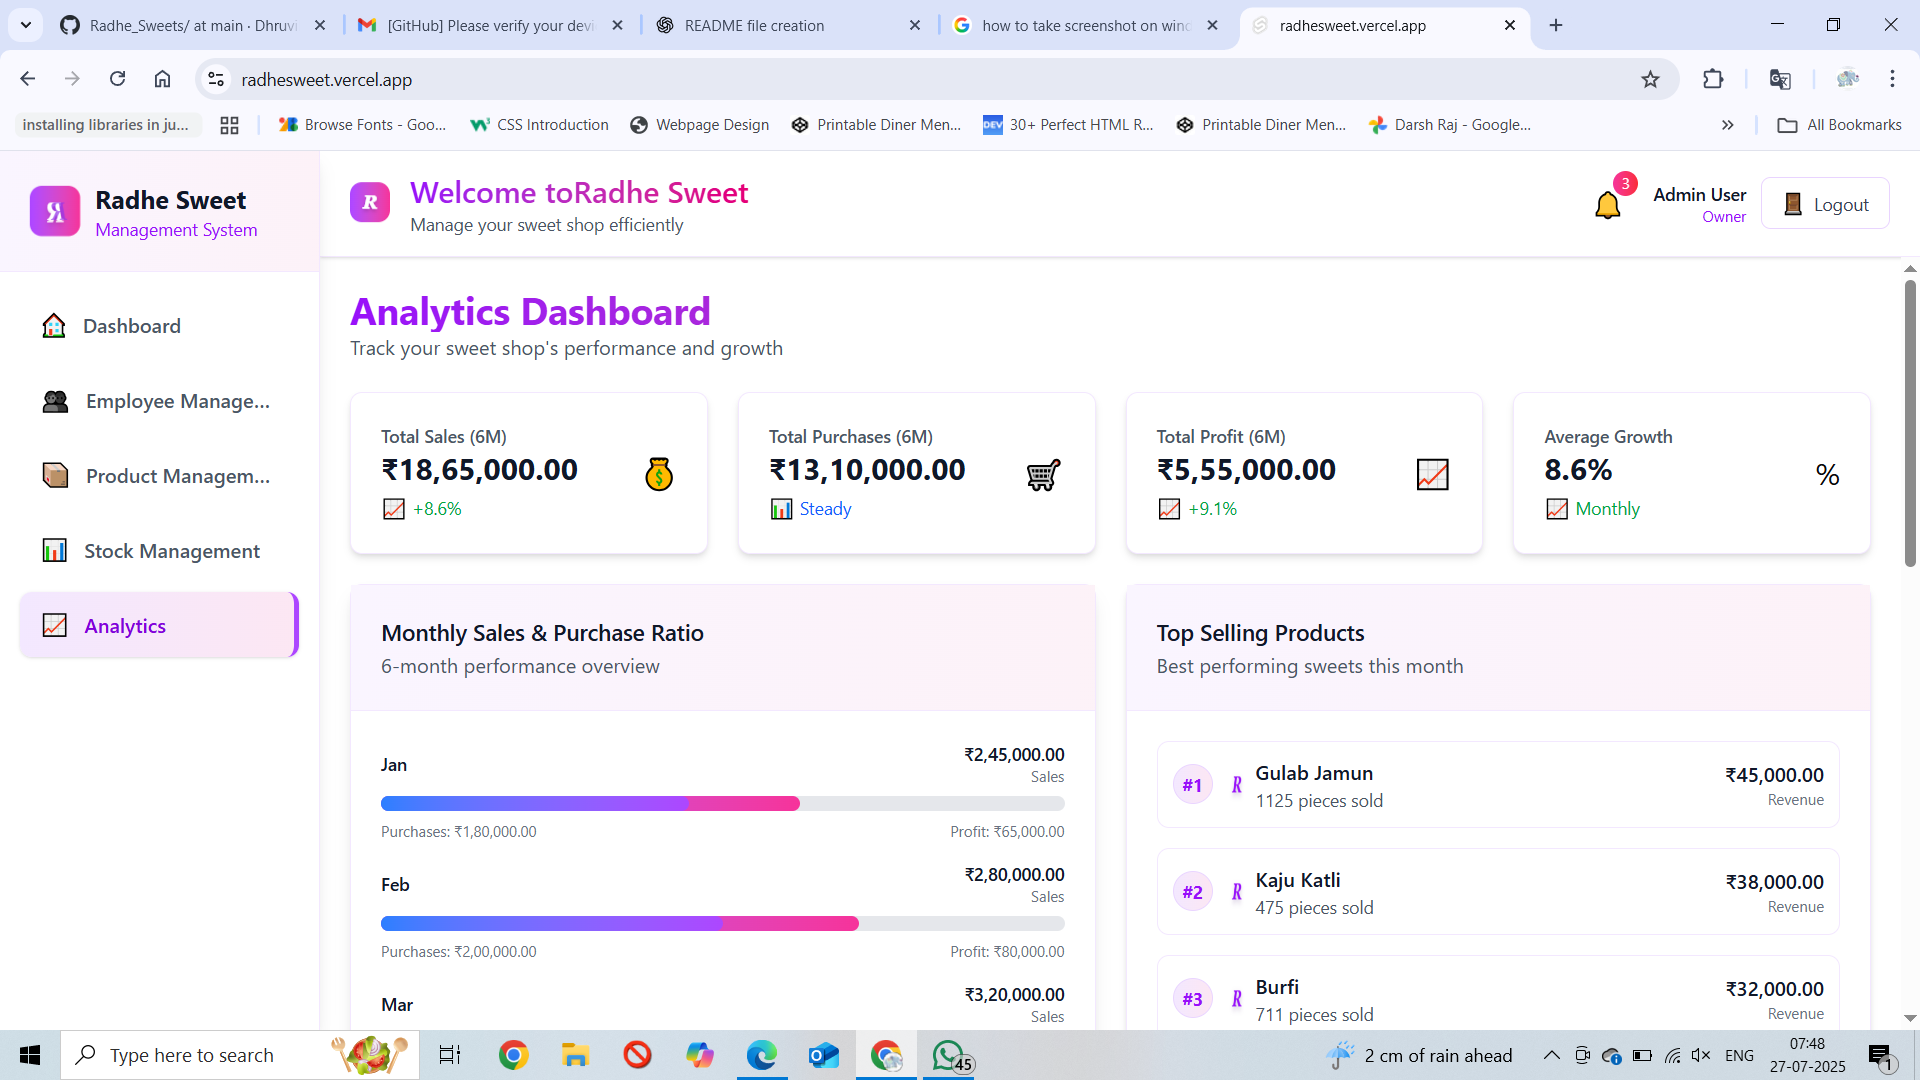 Radhe_Sweets/ at main · Dhruvi
[GitHub] Please verify your devi
README file creation
how to take screenshot on wind
radhesweet.vercel.app
radhesweet.vercel.app
installing libraries in ju...
Browse Fonts - Goo...
CSS Introduction
Webpage Design
Printable Diner Men...
DEV
30+ Perfect HTML R...
Printable Diner Men...
Darsh Raj - Google...
All Bookmarks
R
Radhe Sweet
Management System
R
Welcome toRadhe Sweet
Manage your sweet shop efficiently
3
Admin User
Owner
Logout
Dashboard
Employee Manage...
Product Managem...
Stock Management
Analytics
Analytics Dashboard
Track your sweet shop's performance and growth
Total Sales (6M)
₹18,65,000.00
+8.6%
Total Purchases (6M)
₹13,10,000.00
Steady
Total Profit (6M)
₹5,55,000.00
+9.1%
Average Growth
8.6%
%
Monthly
Monthly Sales & Purchase Ratio
6-month performance overview
Jan
₹2,45,000.00
Sales
Purchases: ₹1,80,000.00
Profit: ₹65,000.00
Feb
₹2,80,000.00
Sales
Purchases: ₹2,00,000.00
Profit: ₹80,000.00
Mar
₹3,20,000.00
Sales
Top Selling Products
Best performing sweets this month
#1
R
Gulab Jamun
1125 pieces sold
₹45,000.00
Revenue
#2
R
Kaju Katli
475 pieces sold
₹38,000.00
Revenue
#3
R
Burfi
711 pieces sold
₹32,000.00
Revenue
Type here to search
45
2 cm of rain ahead
ENG
07:48
27-07-2025
1